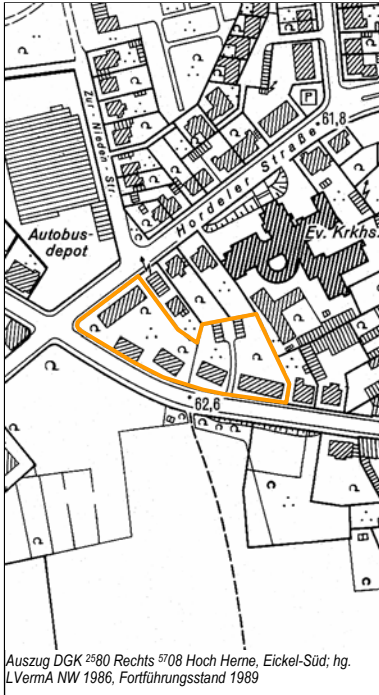 P
61,8
Zur Nieden Str.
Hordeler Straße
Autobus-
depot
Ev. Krkhs.
62,6
Auszug DGK ²⁵80 Rechts ⁵⁷08 Hoch Herne, Eickel-Süd; hg.
LVermA NW 1986, Fortführungsstand 1989